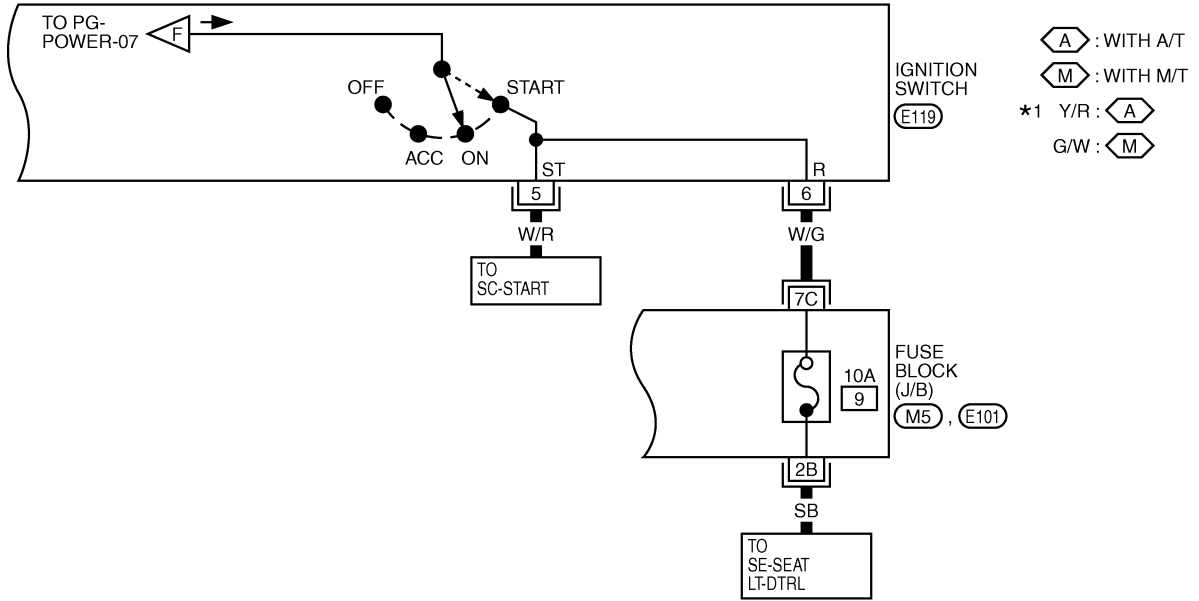 TO PG-
POWER-07
F
OFF
ACC
ON
START
ST
R
IGNITION
SWITCH
E119
A : WITH A/T
M : WITH M/T
*1 Y/R : A
G/W : M
5
6
W/R
W/G
TO
SC-START
7C
10A
9
FUSE
BLOCK
(J/B)
M5 , E101
2B
SB
TO
SE-SEAT
LT-DTRL